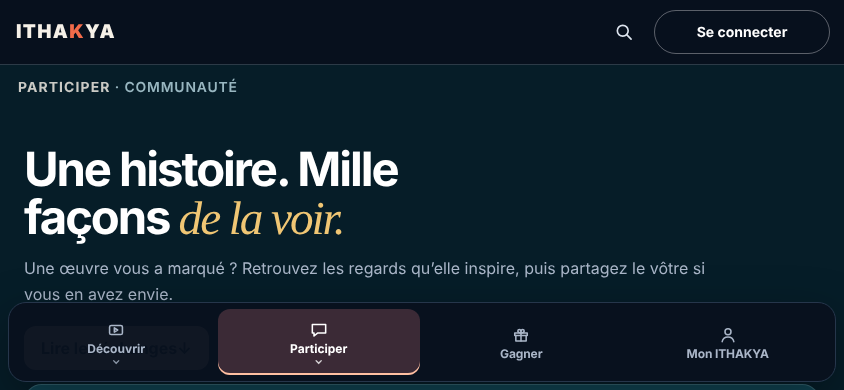 ITHAKYA
Se connecter
PARTICIPER · COMMUNAUTÉ
Une histoire. Mille
façons de la voir.
Une œuvre vous a marqué ? Retrouvez les regards qu’elle inspire, puis partagez le vôtre si
vous en avez envie.
Découvrir
Participer
Gagner
Mon ITHAKYA